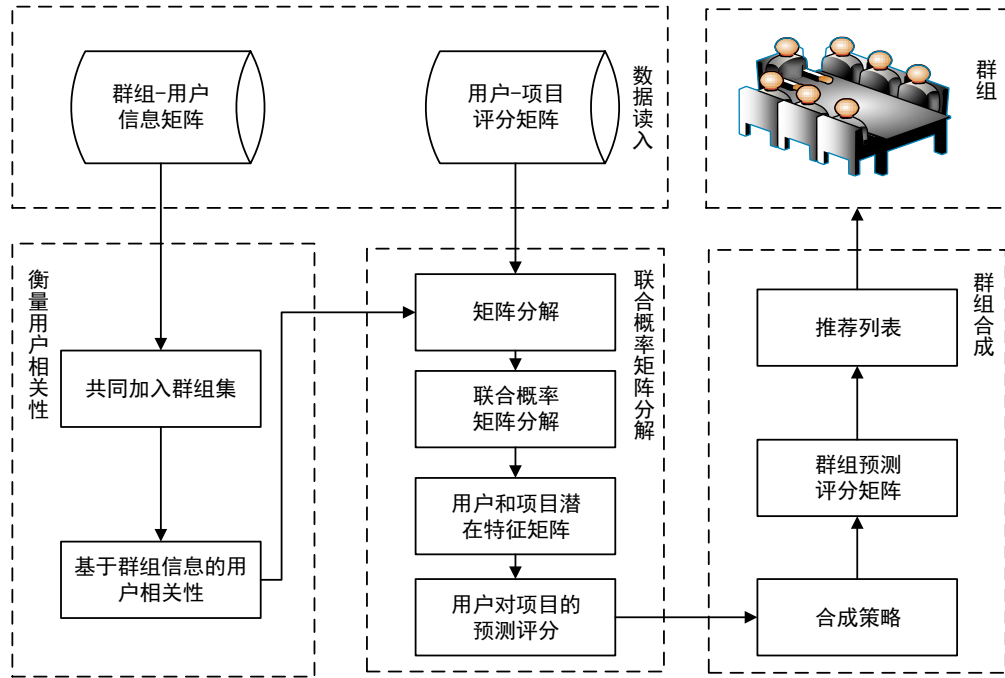 群组-用户
信息矩阵
用户-项目
评分矩阵
数据读入
群组
衡量用户相关性
共同加入群组集
基于群组信息的用
户相关性
矩阵分解
联合概率
矩阵分解
用户和项目潜
在特征矩阵
用户对项目的
预测评分
联合概率矩阵分解
推荐列表
群组预测
评分矩阵
合成策略
群组合成